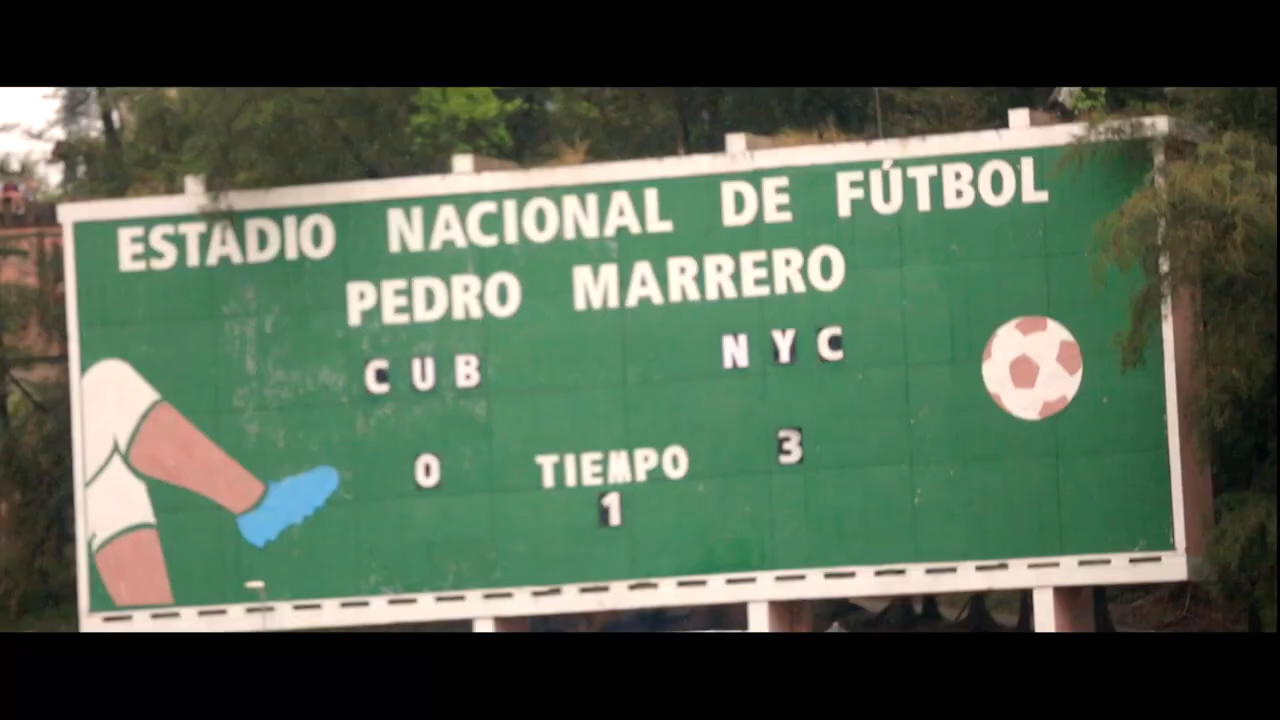 ESTADIO NACIONAL DE FÚTBOL
PEDRO MARRERO
CUB NYC
0 TIEMPO 3
1